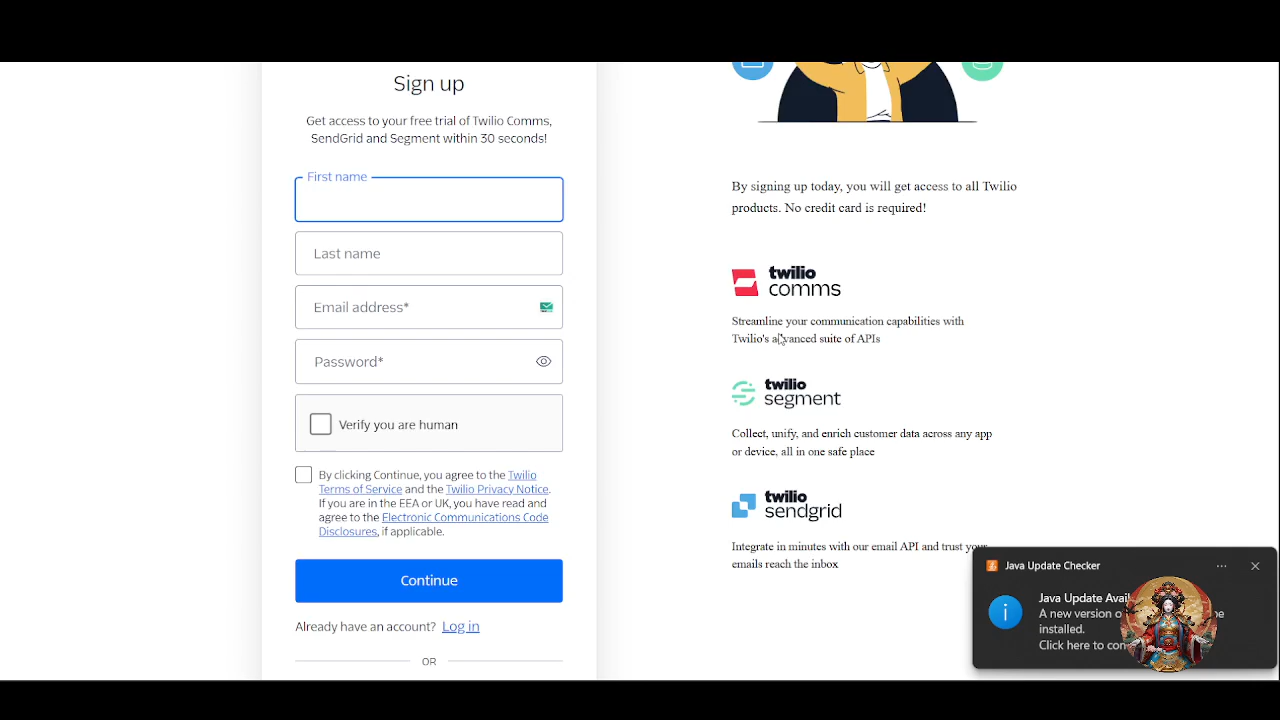 Sign up
Get access to your free trial of Twilio Comms,
SendGrid and Segment within 30 seconds!
First name
Last name
Email address*
Password*
Verify you are human
By clicking Continue, you agree to the Twilio
Terms of Service and the Twilio Privacy Notice.
If you are in the EEA or UK, you have read and
agree to the Electronic Communications Code
Disclosures, if applicable.
Continue
Already have an account? Log in
OR
By signing up today, you will get access to all Twilio
products. No credit card is required!
twilio
comms
Streamline your communication capabilities with
Twilio's advanced suite of APIs
twilio
segment
Collect, unify, and enrich customer data across any app
or device, all in one safe place
twilio
sendgrid
Integrate in minutes with our email API and trust your
emails reach the inbox
Java Update Checker
Java Update
A new version
installed.
Click here to